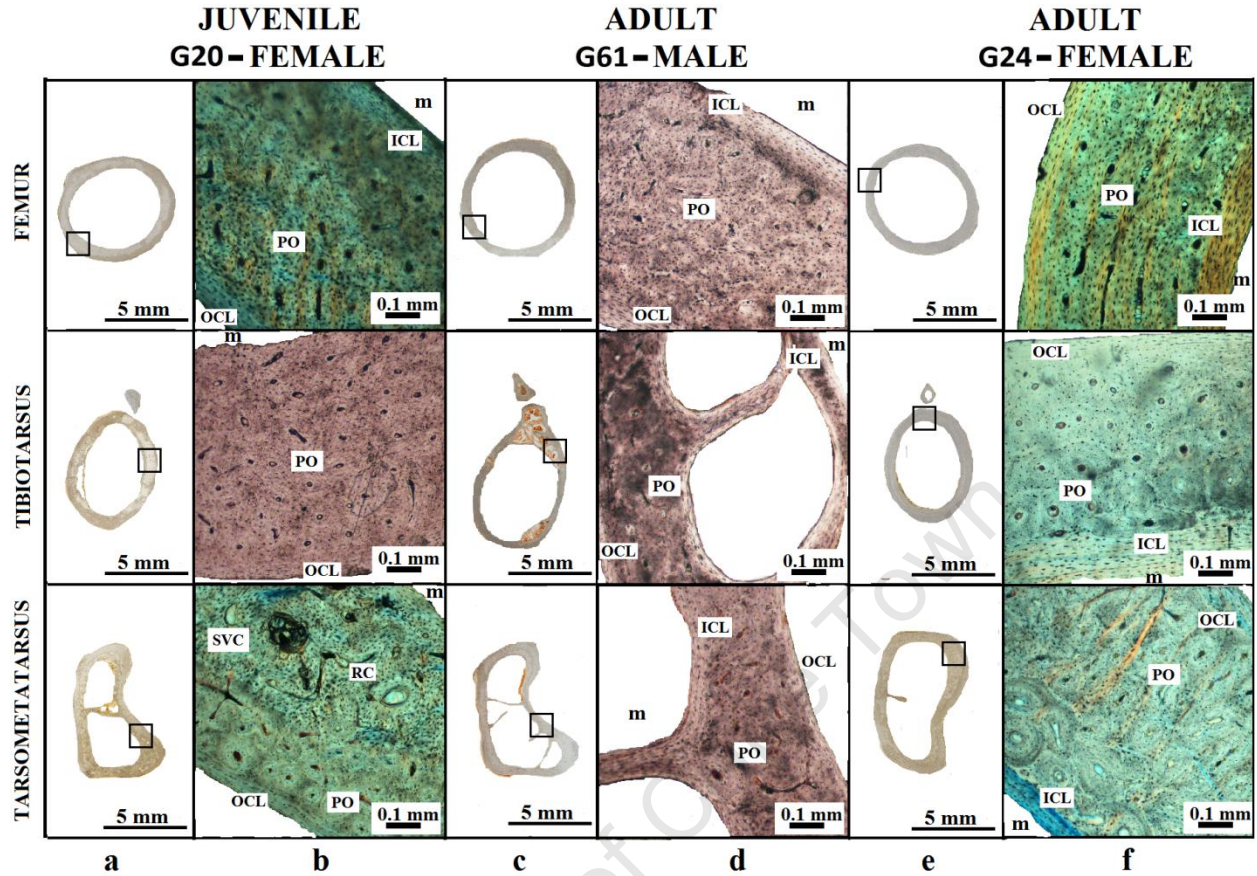 JUVENILE
G20-FEMALE
ADULT
G61-MALE
ADULT
G24-FEMALE
FEMUR
5 mm
m
ICL
PO
OCL
0.1 mm
5 mm
ICL
m
PO
OCL
0.1 mm
5 mm
OCL
PO
ICL
m
0.1 mm
TIBIOTARSUS
5 mm
m
PO
OCL
0.1 mm
5 mm
ICL
m
PO
OCL
0.1 mm
5 mm
OCL
PO
ICL
m
0.1 mm
TARSOMETATARSUS
5 mm
m
SVC
RC
OCL
PO
0.1 mm
5 mm
ICL
OCL
m
PO
0.1 mm
5 mm
OCL
PO
ICL
m
0.1 mm
a b c d e f
of Cape Town